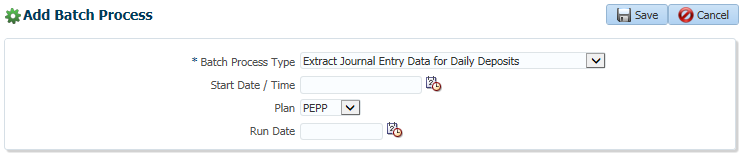 Add Batch Process
Save
Cancel
* Batch Process Type Extract Journal Entry Data for Daily Deposits
Start Date / Time
Plan PEPP
Run Date